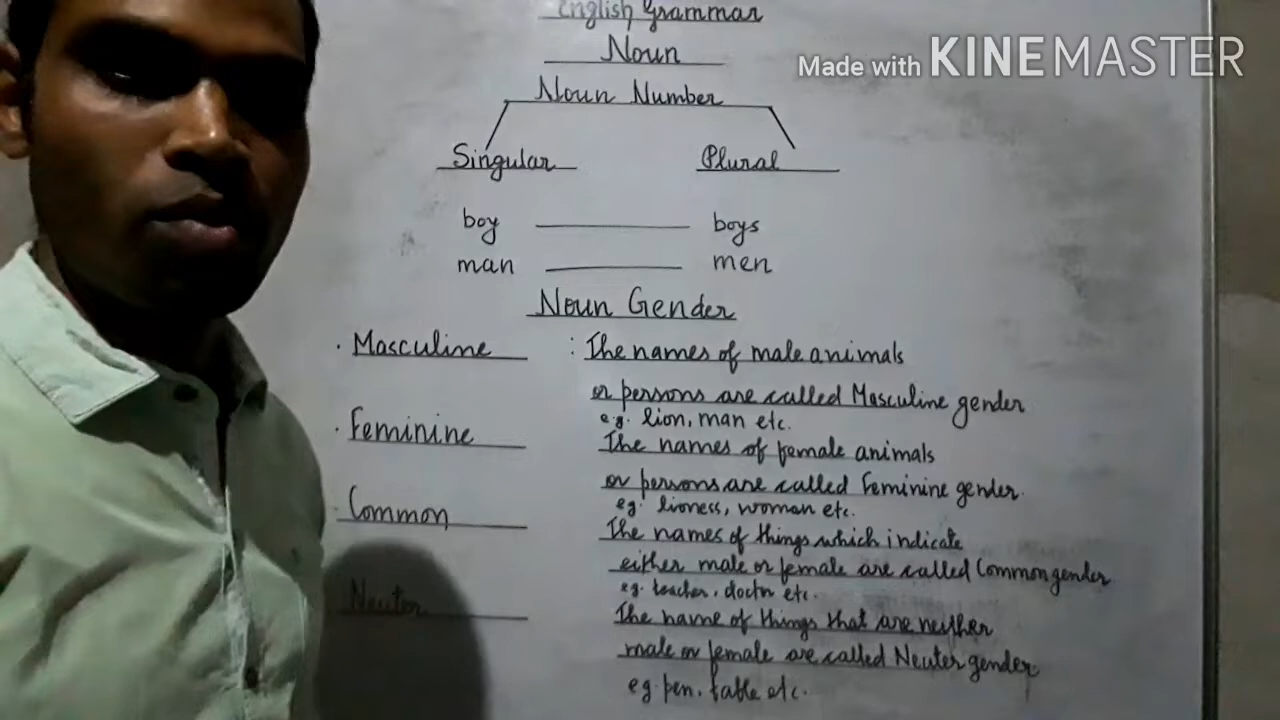 English Grammar
Made with KINEMASTER
Noun
Noun Number
Singular Plural
boy boys
man men
Noun Gender
. Masculine : The names of male animals
or persons are called Masculine gender
e.g. lion, man etc.
. Feminine The names of female animals
or persons are called Feminine gender.
eg. lioness, woman etc.
. Common The names of things which indicate
either male or female are called Common gender
eg. teacher, doctor etc.
Neuter The name of things that are neither
male or female are called Neuter gender
eg. pen, table etc.